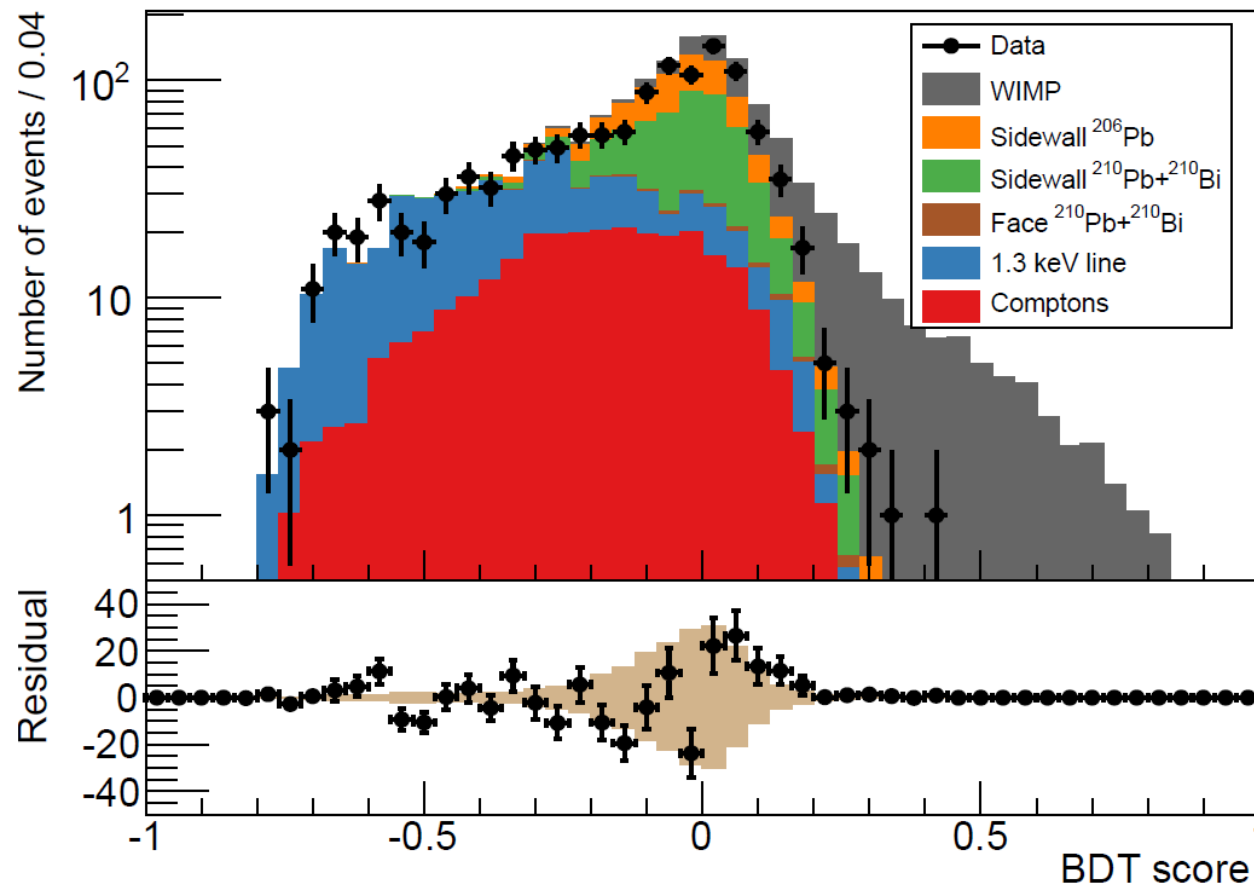 Number of events / 0.04
10²
10
1
Data
WIMP
Sidewall ²⁰⁶Pb
Sidewall ²¹⁰Pb+²¹⁰Bi
Face ²¹⁰Pb+²¹⁰Bi
1.3 keV line
Comptons
Residual
40
20
0
-20
-40
-1
-0.5
0
0.5
BDT score